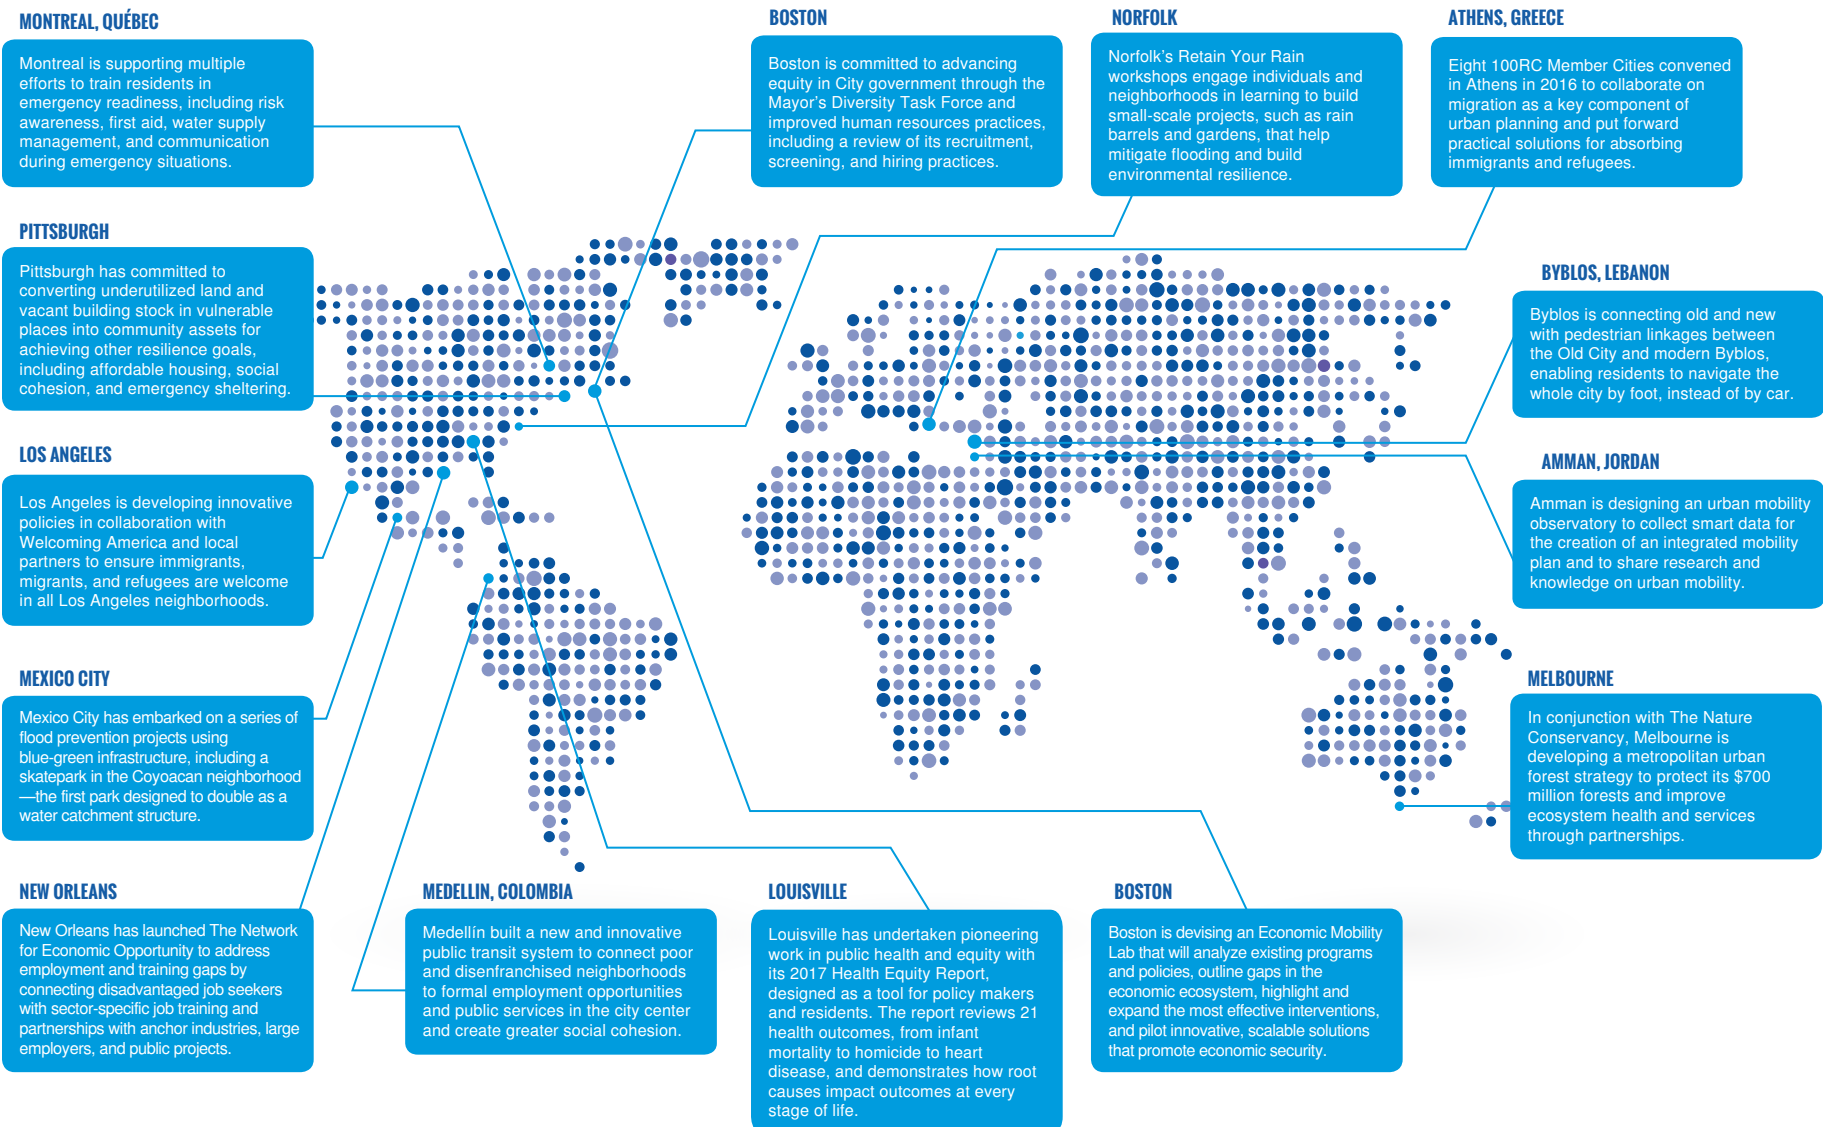 MONTREAL, QUÉBEC
Montreal is supporting multiple
efforts to train residents in
emergency readiness, including risk
awareness, first aid, water supply
management, and communication
during emergency situations.
BOSTON
Boston is committed to advancing
equity in City government through the
Mayor’s Diversity Task Force and
improved human resources practices,
including a review of its recruitment,
screening, and hiring practices.
NORFOLK
Norfolk’s Retain Your Rain
workshops engage individuals and
neighborhoods in learning to build
small-scale projects, such as rain
barrels and gardens, that help
mitigate flooding and build
environmental resilience.
ATHENS, GREECE
Eight 100RC Member Cities convened
in Athens in 2016 to collaborate on
migration as a key component of
urban planning and put forward
practical solutions for absorbing
immigrants and refugees.
PITTSBURGH
Pittsburgh has committed to
converting underutilized land and
vacant building stock in vulnerable
places into community assets for
achieving other resilience goals,
including affordable housing, social
cohesion, and emergency sheltering.
BYBLOS, LEBANON
Byblos is connecting old and new
with pedestrian linkages between
the Old City and modern Byblos,
enabling residents to navigate the
whole city by foot, instead of by car.
LOS ANGELES
Los Angeles is developing innovative
policies in collaboration with
Welcoming America and local
partners to ensure immigrants,
migrants, and refugees are welcome
in all Los Angeles neighborhoods.
AMMAN, JORDAN
Amman is designing an urban mobility
observatory to collect smart data for
the creation of an integrated mobility
plan and to share research and
knowledge on urban mobility.
MEXICO CITY
Mexico City has embarked on a series of
flood prevention projects using
blue-green infrastructure, including a
skatepark in the Coyoacan neighborhood
—the first park designed to double as a
water catchment structure.
MELBOURNE
In conjunction with The Nature
Conservancy, Melbourne is
developing a metropolitan urban
forest strategy to protect its $700
million forests and improve
ecosystem health and services
through partnerships.
NEW ORLEANS
New Orleans has launched The Network
for Economic Opportunity to address
employment and training gaps by
connecting disadvantaged job seekers
with sector-specific job training and
partnerships with anchor industries, large
employers, and public projects.
MEDELLIN, COLOMBIA
Medellín built a new and innovative
public transit system to connect poor
and disenfranchised neighborhoods
to formal employment opportunities
and public services in the city center
and create greater social cohesion.
LOUISVILLE
Louisville has undertaken pioneering
work in public health and equity with
its 2017 Health Equity Report,
designed as a tool for policy makers
and residents. The report reviews 21
health outcomes, from infant
mortality to homicide to heart
disease, and demonstrates how root
causes impact outcomes at every
stage of life.
BOSTON
Boston is devising an Economic Mobility
Lab that will analyze existing programs
and policies, outline gaps in the
economic ecosystem, highlight and
expand the most effective interventions,
and pilot innovative, scalable solutions
that promote economic security.